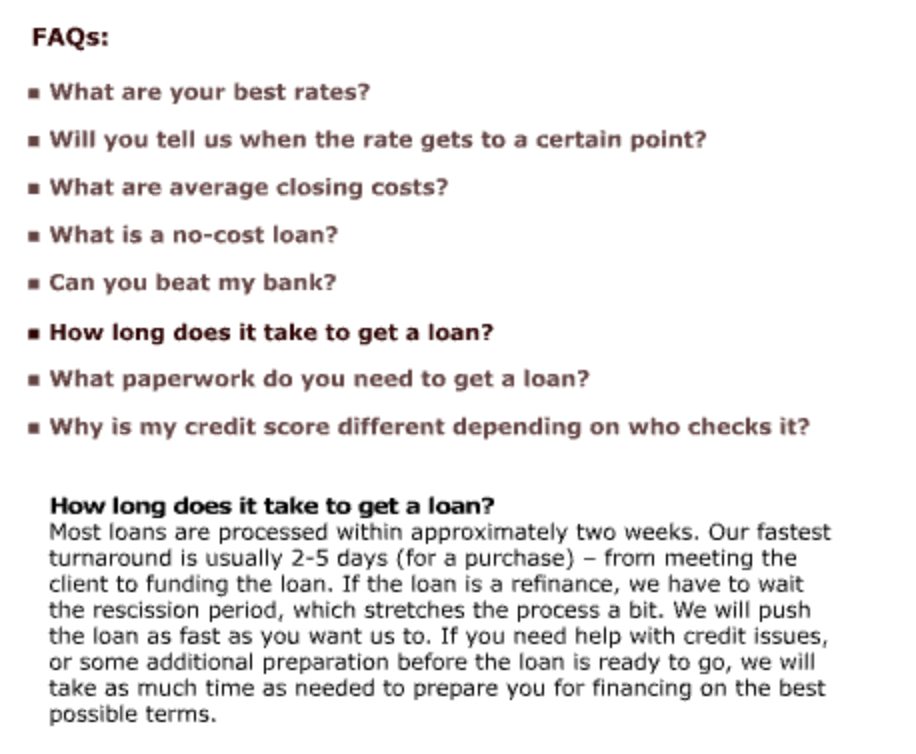 FAQs:
▪ What are your best rates?
▪ Will you tell us when the rate gets to a certain point?
▪ What are average closing costs?
▪ What is a no-cost loan?
▪ Can you beat my bank?
▪ How long does it take to get a loan?
▪ What paperwork do you need to get a loan?
▪ Why is my credit score different depending on who checks it?
How long does it take to get a loan?
Most loans are processed within approximately two weeks. Our fastest
turnaround is usually 2-5 days (for a purchase) – from meeting the
client to funding the loan. If the loan is a refinance, we have to wait
the rescission period, which stretches the process a bit. We will push
the loan as fast as you want us to. If you need help with credit issues,
or some additional preparation before the loan is ready to go, we will
take as much time as needed to prepare you for financing on the best
possible terms.